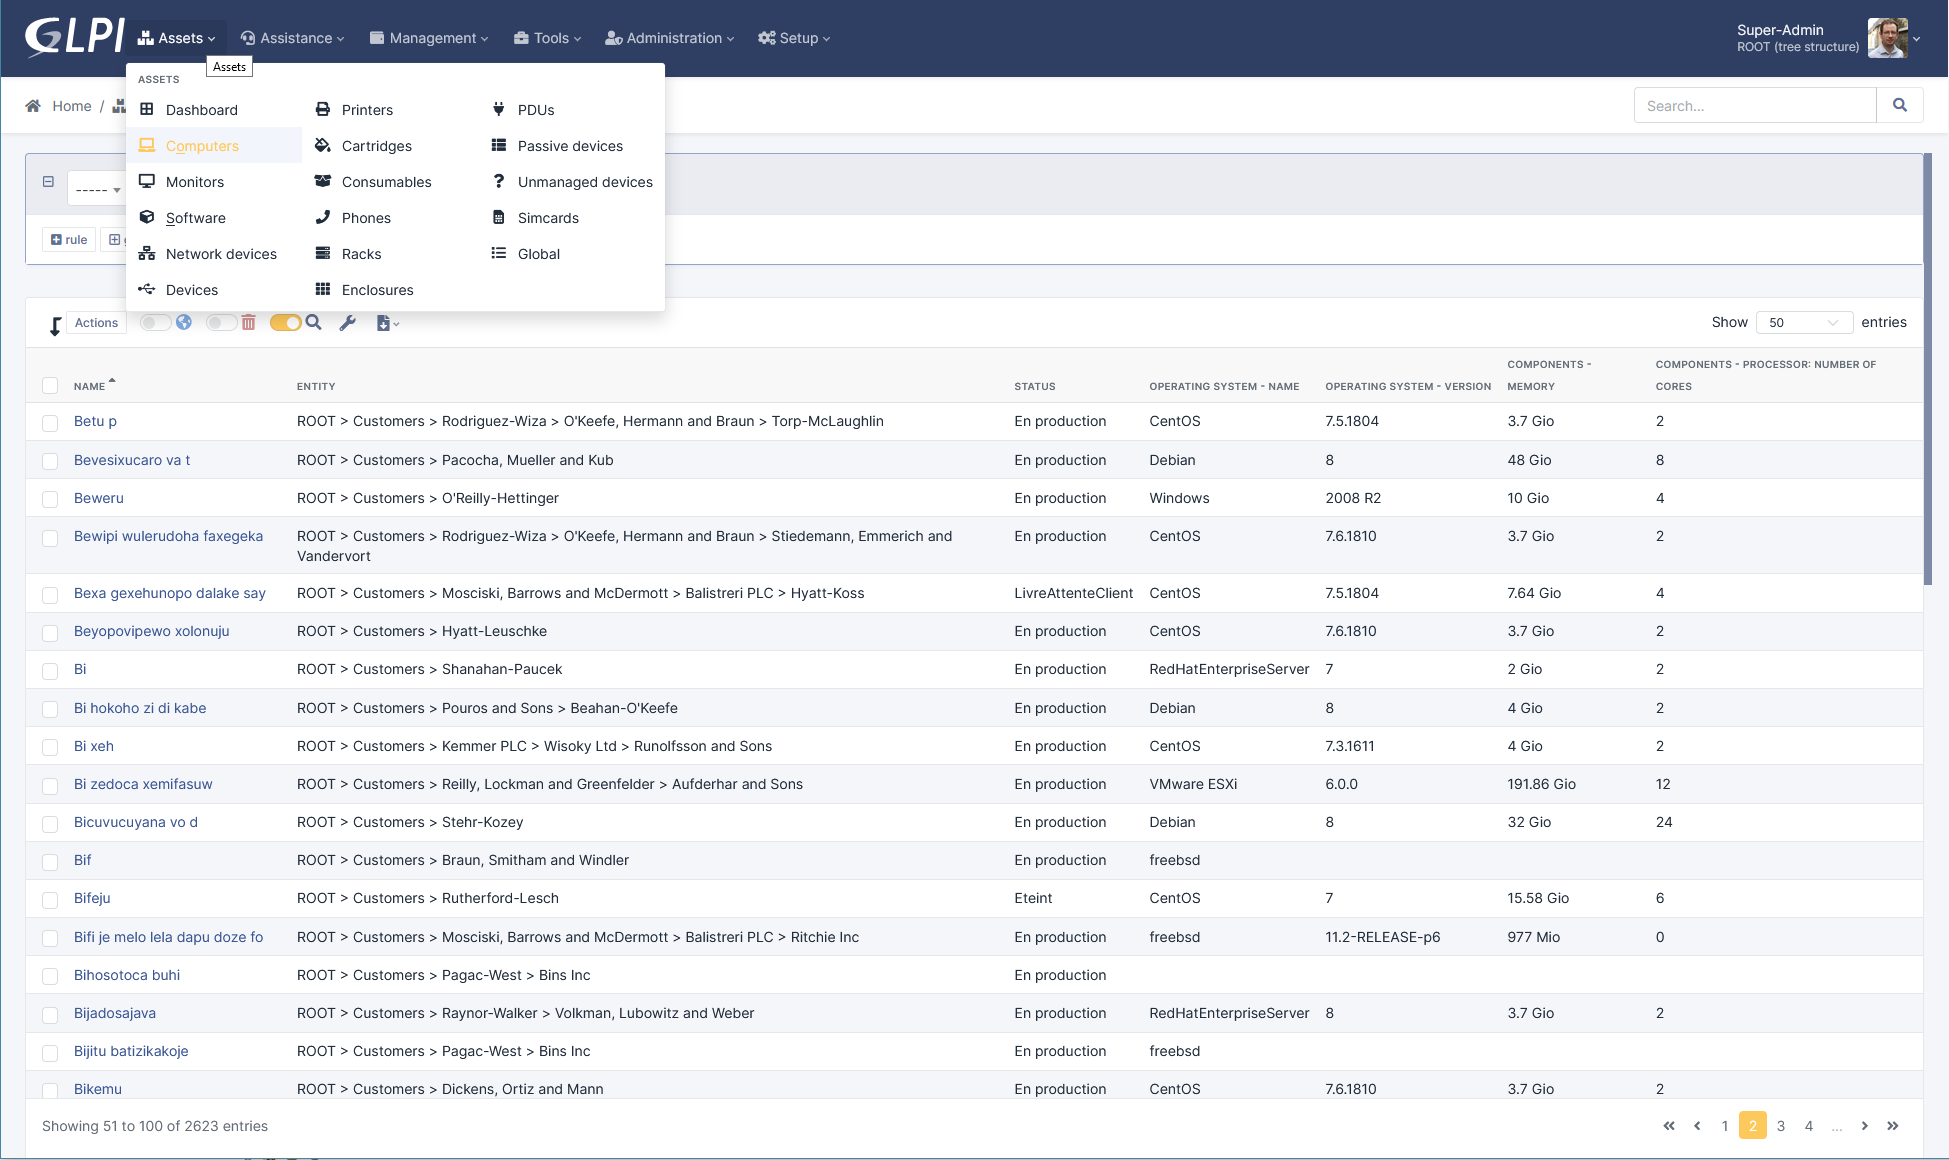 GLPI Assets Assistance Management Tools Administration Setup Super-Admin
ROOT (tree structure)
Assets
Home /
Search...
ASSETS
Dashboard Printers PDUs
Computers Cartridges Passive devices
Monitors Consumables Unmanaged devices
Software Phones Simcards
Network devices Racks Global
Devices Enclosures
-----
rule
Actions Show 50 entries
NAME ENTITY STATUS OPERATING SYSTEM - NAME OPERATING SYSTEM - VERSION COMPONENTS - MEMORY COMPONENTS - PROCESSOR: NUMBER OF CORES
Betu p ROOT > Customers > Rodriguez-Wiza > O'Keefe, Hermann and Braun > Torp-McLaughlin En production CentOS 7.5.1804 3.7 Gio 2
Bevesixucaro va t ROOT > Customers > Pacocha, Mueller and Kub En production Debian 8 48 Gio 8
Beweru ROOT > Customers > O'Reilly-Hettinger En production Windows 2008 R2 10 Gio 4
Bewipi wulerudoha faxegeka ROOT > Customers > Rodriguez-Wiza > O'Keefe, Hermann and Braun > Stiedemann, Emmerich and Vandervort En production CentOS 7.6.1810 3.7 Gio 2
Bexa gexehunopo dalake say ROOT > Customers > Mosciski, Barrows and McDermott > Balistreri PLC > Hyatt-Koss LivreAttenteClient CentOS 7.5.1804 7.64 Gio 4
Beyopovipewo xolonuju ROOT > Customers > Hyatt-Leuschke En production CentOS 7.6.1810 3.7 Gio 2
Bi ROOT > Customers > Shanahan-Paucek En production RedHatEnterpriseServer 7 2 Gio 2
Bi hokoho zi di kabe ROOT > Customers > Pouros and Sons > Beahan-O'Keefe En production Debian 8 4 Gio 2
Bi xeh ROOT > Customers > Kemmer PLC > Wisoky Ltd > Runolfsson and Sons En production CentOS 7.3.1611 4 Gio 2
Bi zedoca xemifasuw ROOT > Customers > Reilly, Lockman and Greenfelder > Aufderhar and Sons En production VMware ESXi 6.0.0 191.86 Gio 12
Bicuvucuyana vo d ROOT > Customers > Stehr-Kozey En production Debian 8 32 Gio 24
Bif ROOT > Customers > Braun, Smitham and Windler En production freebsd
Bifeju ROOT > Customers > Rutherford-Lesch Eteint CentOS 7 15.58 Gio 6
Bifi je melo lela dapu doze fo ROOT > Customers > Mosciski, Barrows and McDermott > Balistreri PLC > Ritchie Inc En production freebsd 11.2-RELEASE-p6 977 Mio 0
Bihosotoca buhi ROOT > Customers > Pagac-West > Bins Inc En production
Bijadosajava ROOT > Customers > Raynor-Walker > Volkman, Lubowitz and Weber En production RedHatEnterpriseServer 8 3.7 Gio 2
Bijitu batizikakoje ROOT > Customers > Pagac-West > Bins Inc En production freebsd
Bikemu ROOT > Customers > Dickens, Ortiz and Mann En production CentOS 7.6.1810 3.7 Gio 2
Showing 51 to 100 of 2623 entries « ‹ 1 2 3 4 ... › »